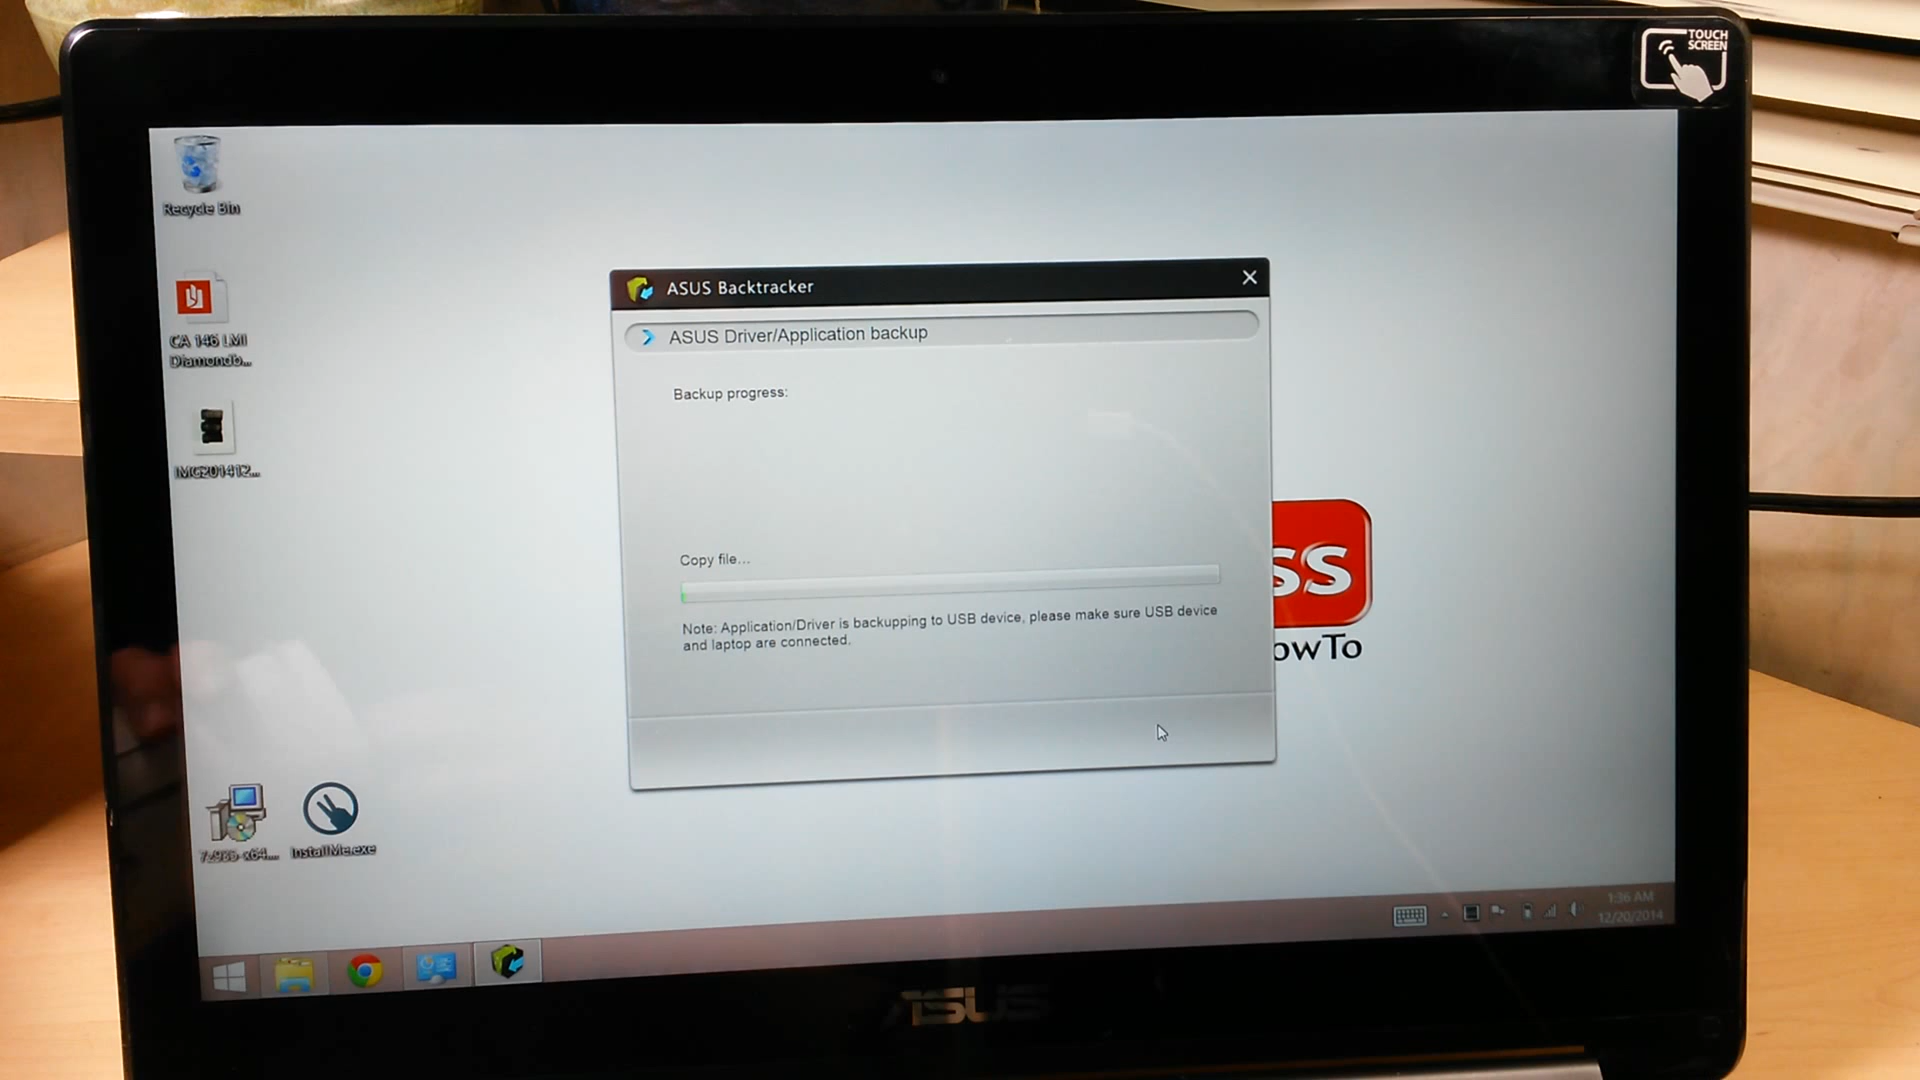 TOUCH
SCREEN
Recycle Bin
CA 146 LMI
Diamondb...
IMG201412...
ASUS Backtracker
ASUS Driver/Application backup
Backup progress:
Copy file...
Note: Application/Driver is backupping to USB device, please make sure USB device
and laptop are connected.
ss
owTo
InstallMe.exe
1:36 AM
12/20/2014
ASUS